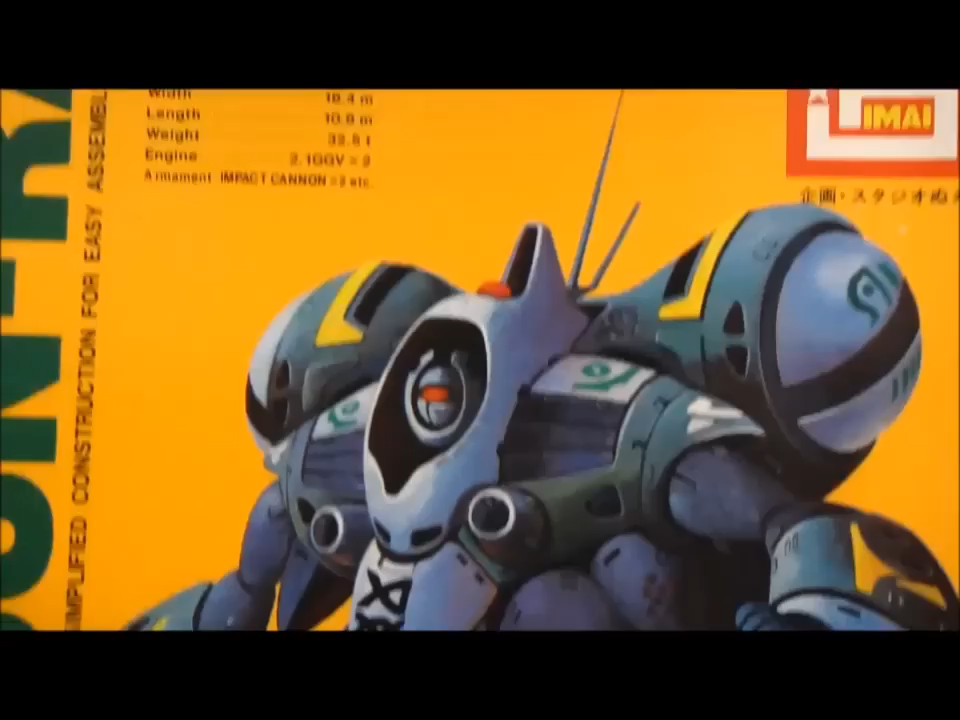 Width 16.4 m
Length 10.9 m
Weight 32.5 t
Engine 2.1GGV × 2
Armament IMPACT CANNON ×2 etc.
IMAI
企画・スタジオぬえ
SIMPLIFIED CONSTRUCTION FOR EASY ASSEMBL